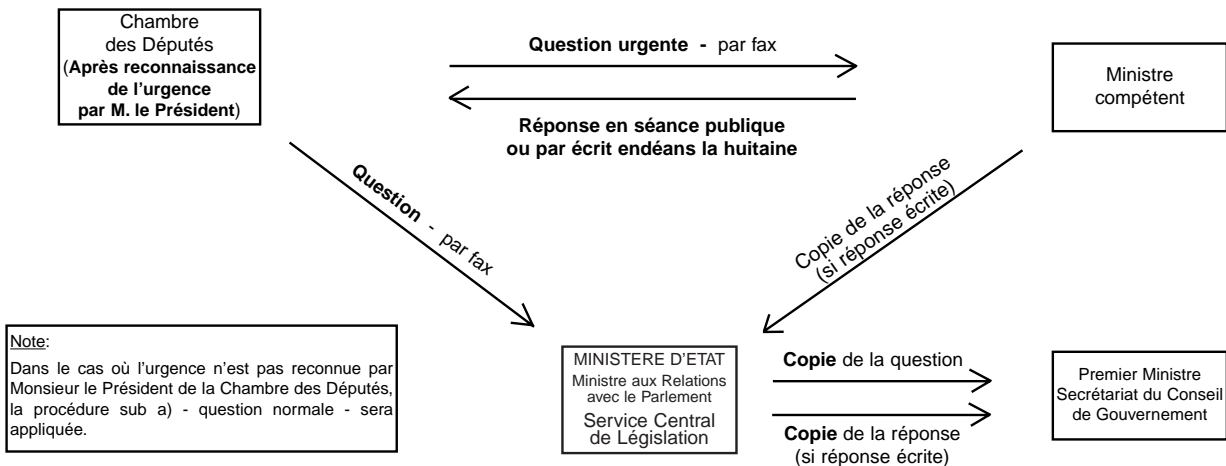 Chambre
des Députés
(Après reconnaissance
de l'urgence
par M. le Président)
Question urgente - par fax
Réponse en séance publique
ou par écrit endéans la huitaine
Ministre
compétent
Question - par fax
Copie de la réponse
(si réponse écrite)
Note:
Dans le cas où l'urgence n'est pas reconnue par
Monsieur le Président de la Chambre des Députés,
la procédure sub a) - question normale - sera
appliquée.
MINISTERE D'ETAT
Ministre aux Relations
avec le Parlement
Service Central
de Législation
Copie de la question
Copie de la réponse
(si réponse écrite)
Premier Ministre
Secrétariat du Conseil
de Gouvernement